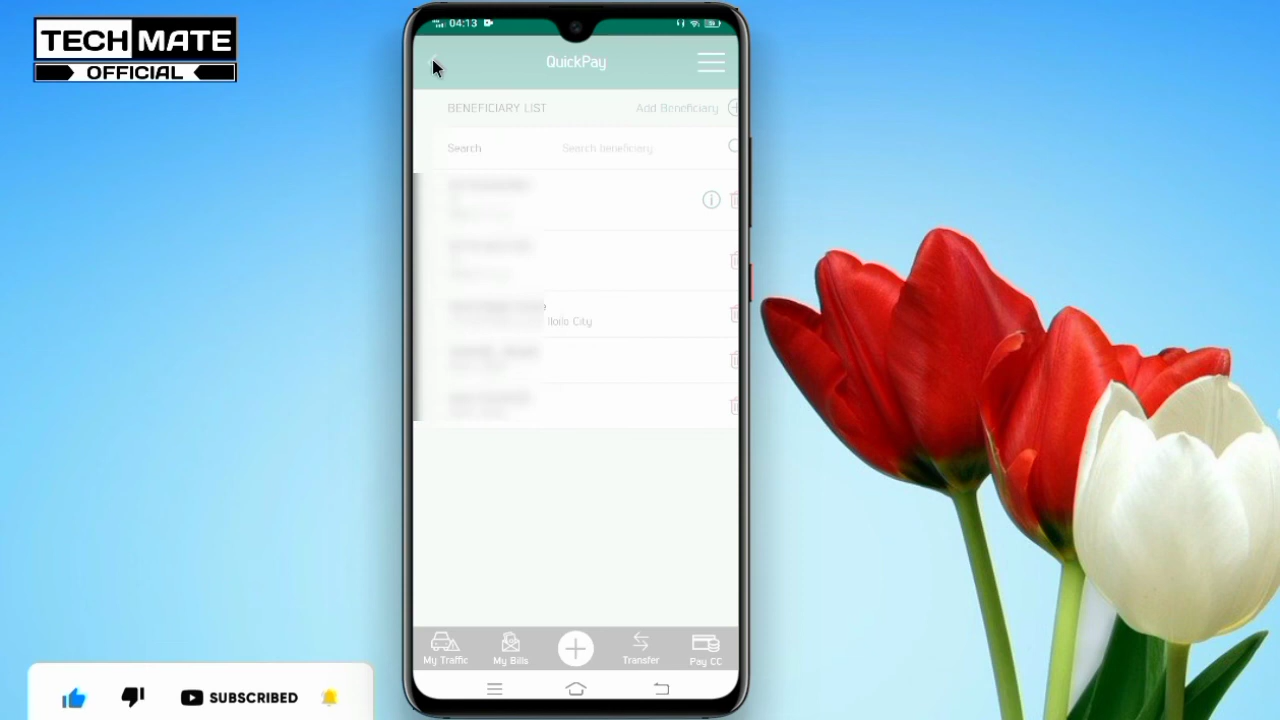 TECH MATE
OFFICIAL
04:13
QuickPay
BENEFICIARY LIST Add Beneficiary
Search Search beneficiary
Iloilo City
My Traffic My Bills Transfer Pay CC
SUBSCRIBED